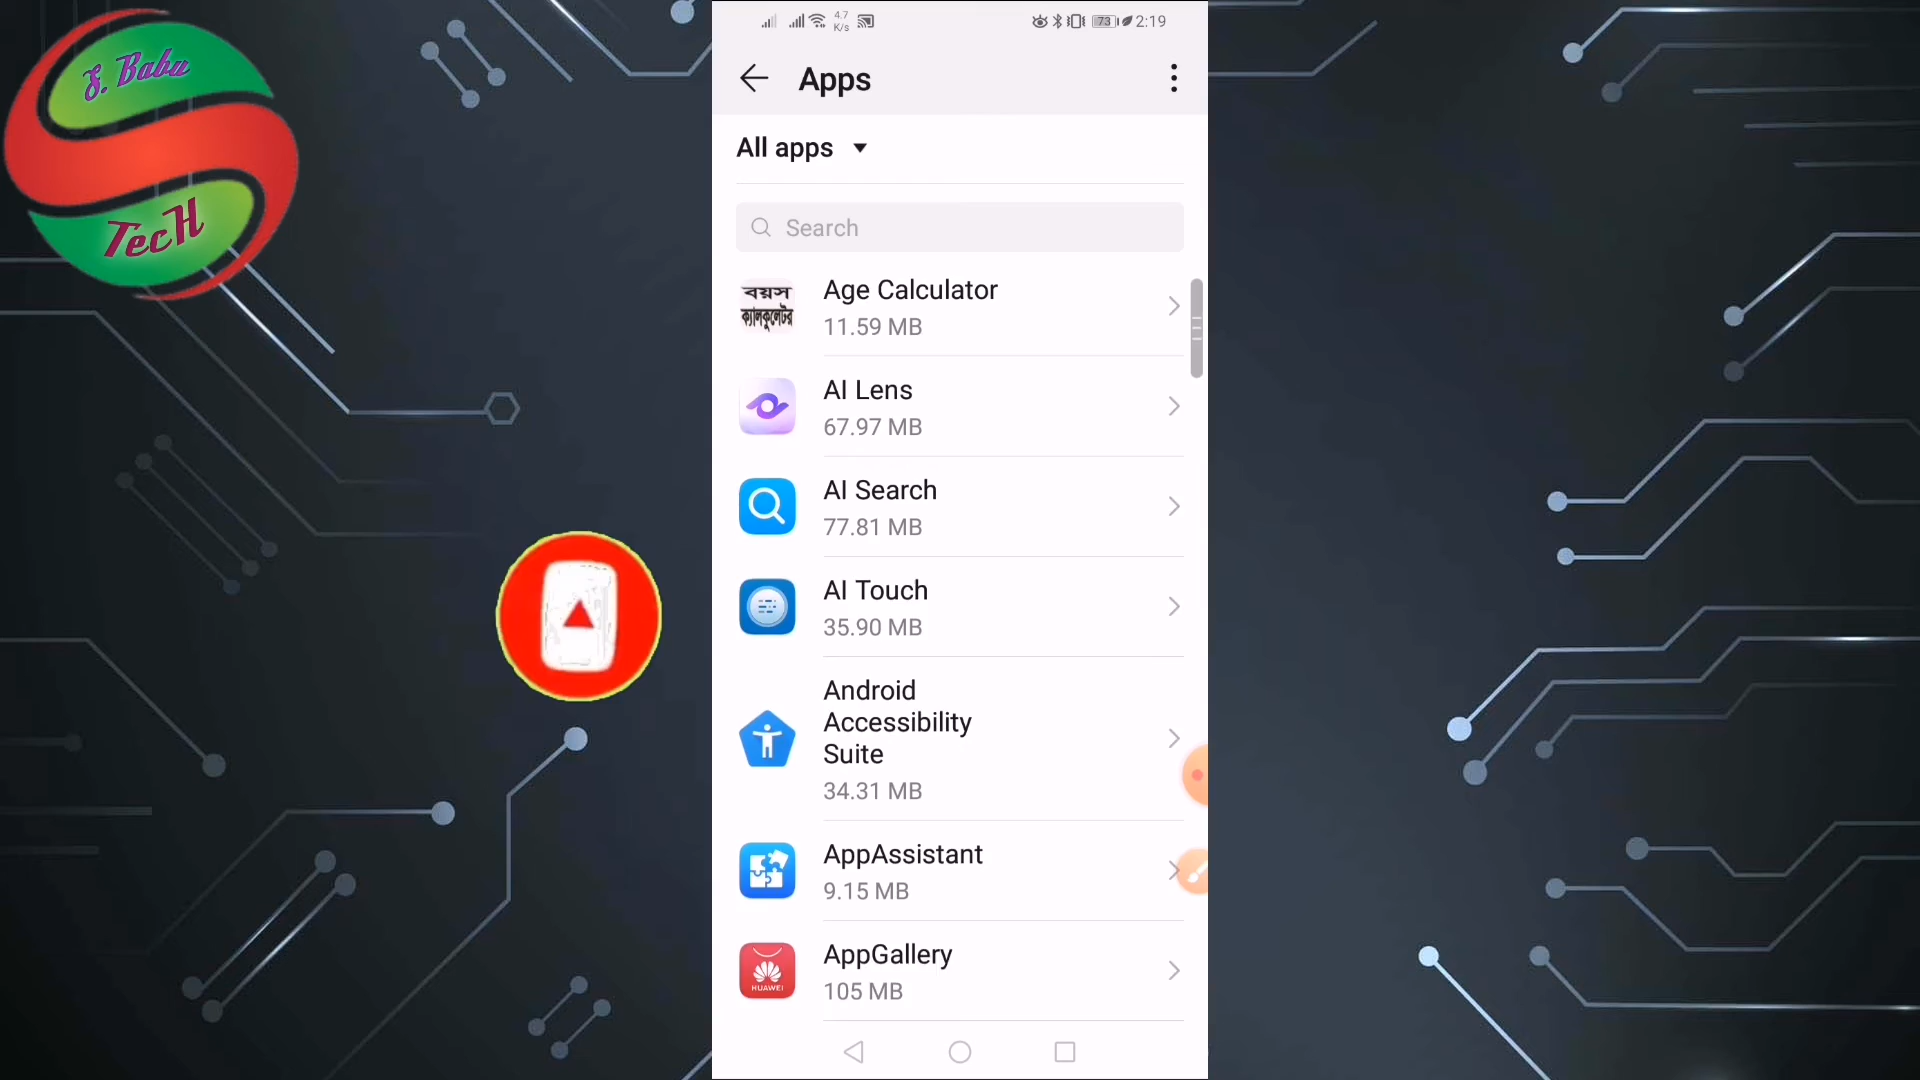 S. Babu
TecH
4.7
K/s
73
2:19
Apps
All apps
Search
বয়স
ক্যালকুলেটর
Age Calculator
11.59 MB
AI Lens
67.97 MB
AI Search
77.81 MB
AI Touch
35.90 MB
Android
Accessibility
Suite
34.31 MB
AppAssistant
9.15 MB
HUAWEI
AppGallery
105 MB